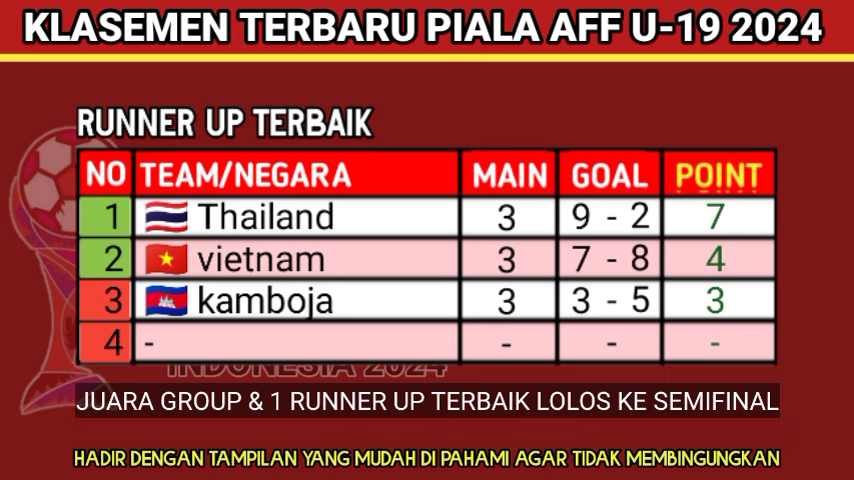 KLASEMEN TERBARU PIALA AFF U-19 2024
RUNNER UP TERBAIK
NO TEAM/NEGARA MAIN GOAL POINT
1 Thailand 3 9 - 2 7
2 vietnam 3 7 - 8 4
3 kamboja 3 3 - 5 3
4 - - - -
INDONESIA 2024
JUARA GROUP & 1 RUNNER UP TERBAIK LOLOS KE SEMIFINAL
HADIR DENGAN TAMPILAN YANG MUDAH DI PAHAMI AGAR TIDAK MEMBINGUNGKAN